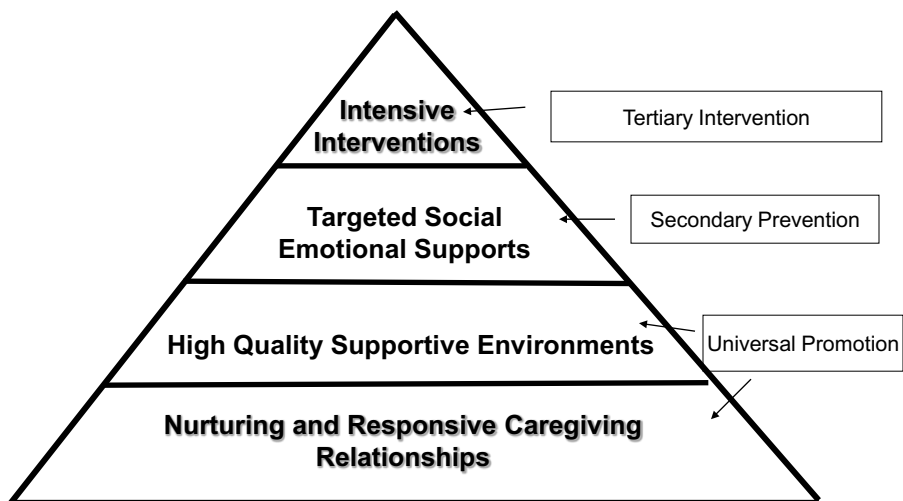 Intensive
Interventions
Tertiary Intervention
Targeted Social
Emotional Supports
Secondary Prevention
High Quality Supportive Environments
Universal Promotion
Nurturing and Responsive Caregiving
Relationships